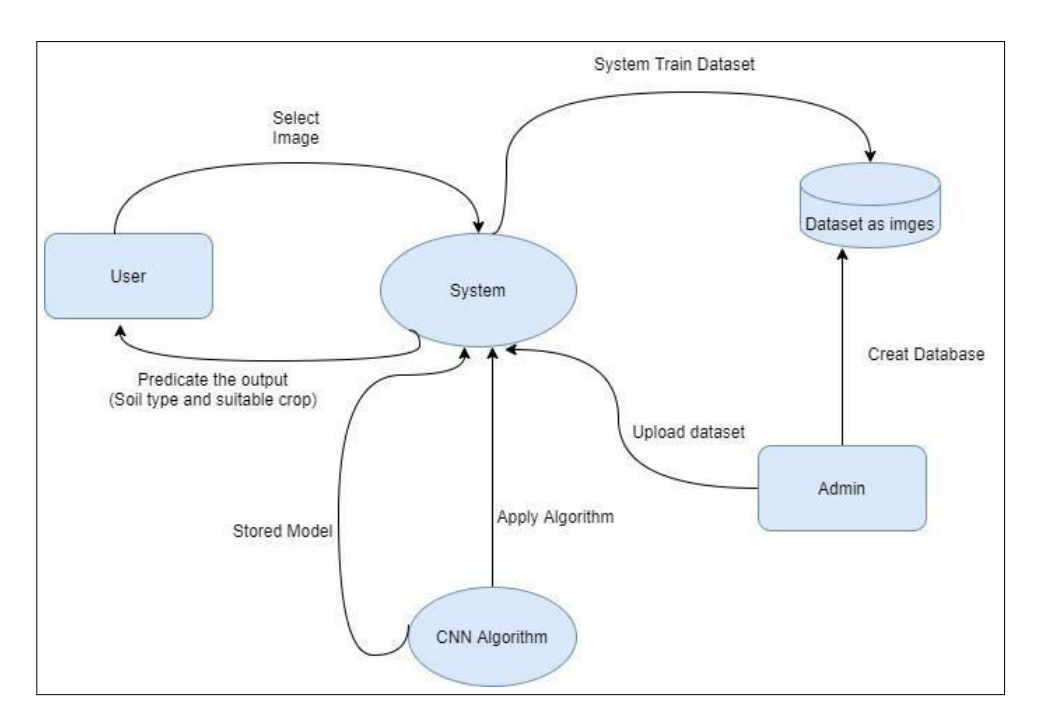 System Train Dataset
Select
Image
Dataset as imges
User
System
Creat Database
Predicate the output
(Soil type and suitable crop)
Upload dataset
Admin
Stored Model
Apply Algorithm
CNN Algorithm